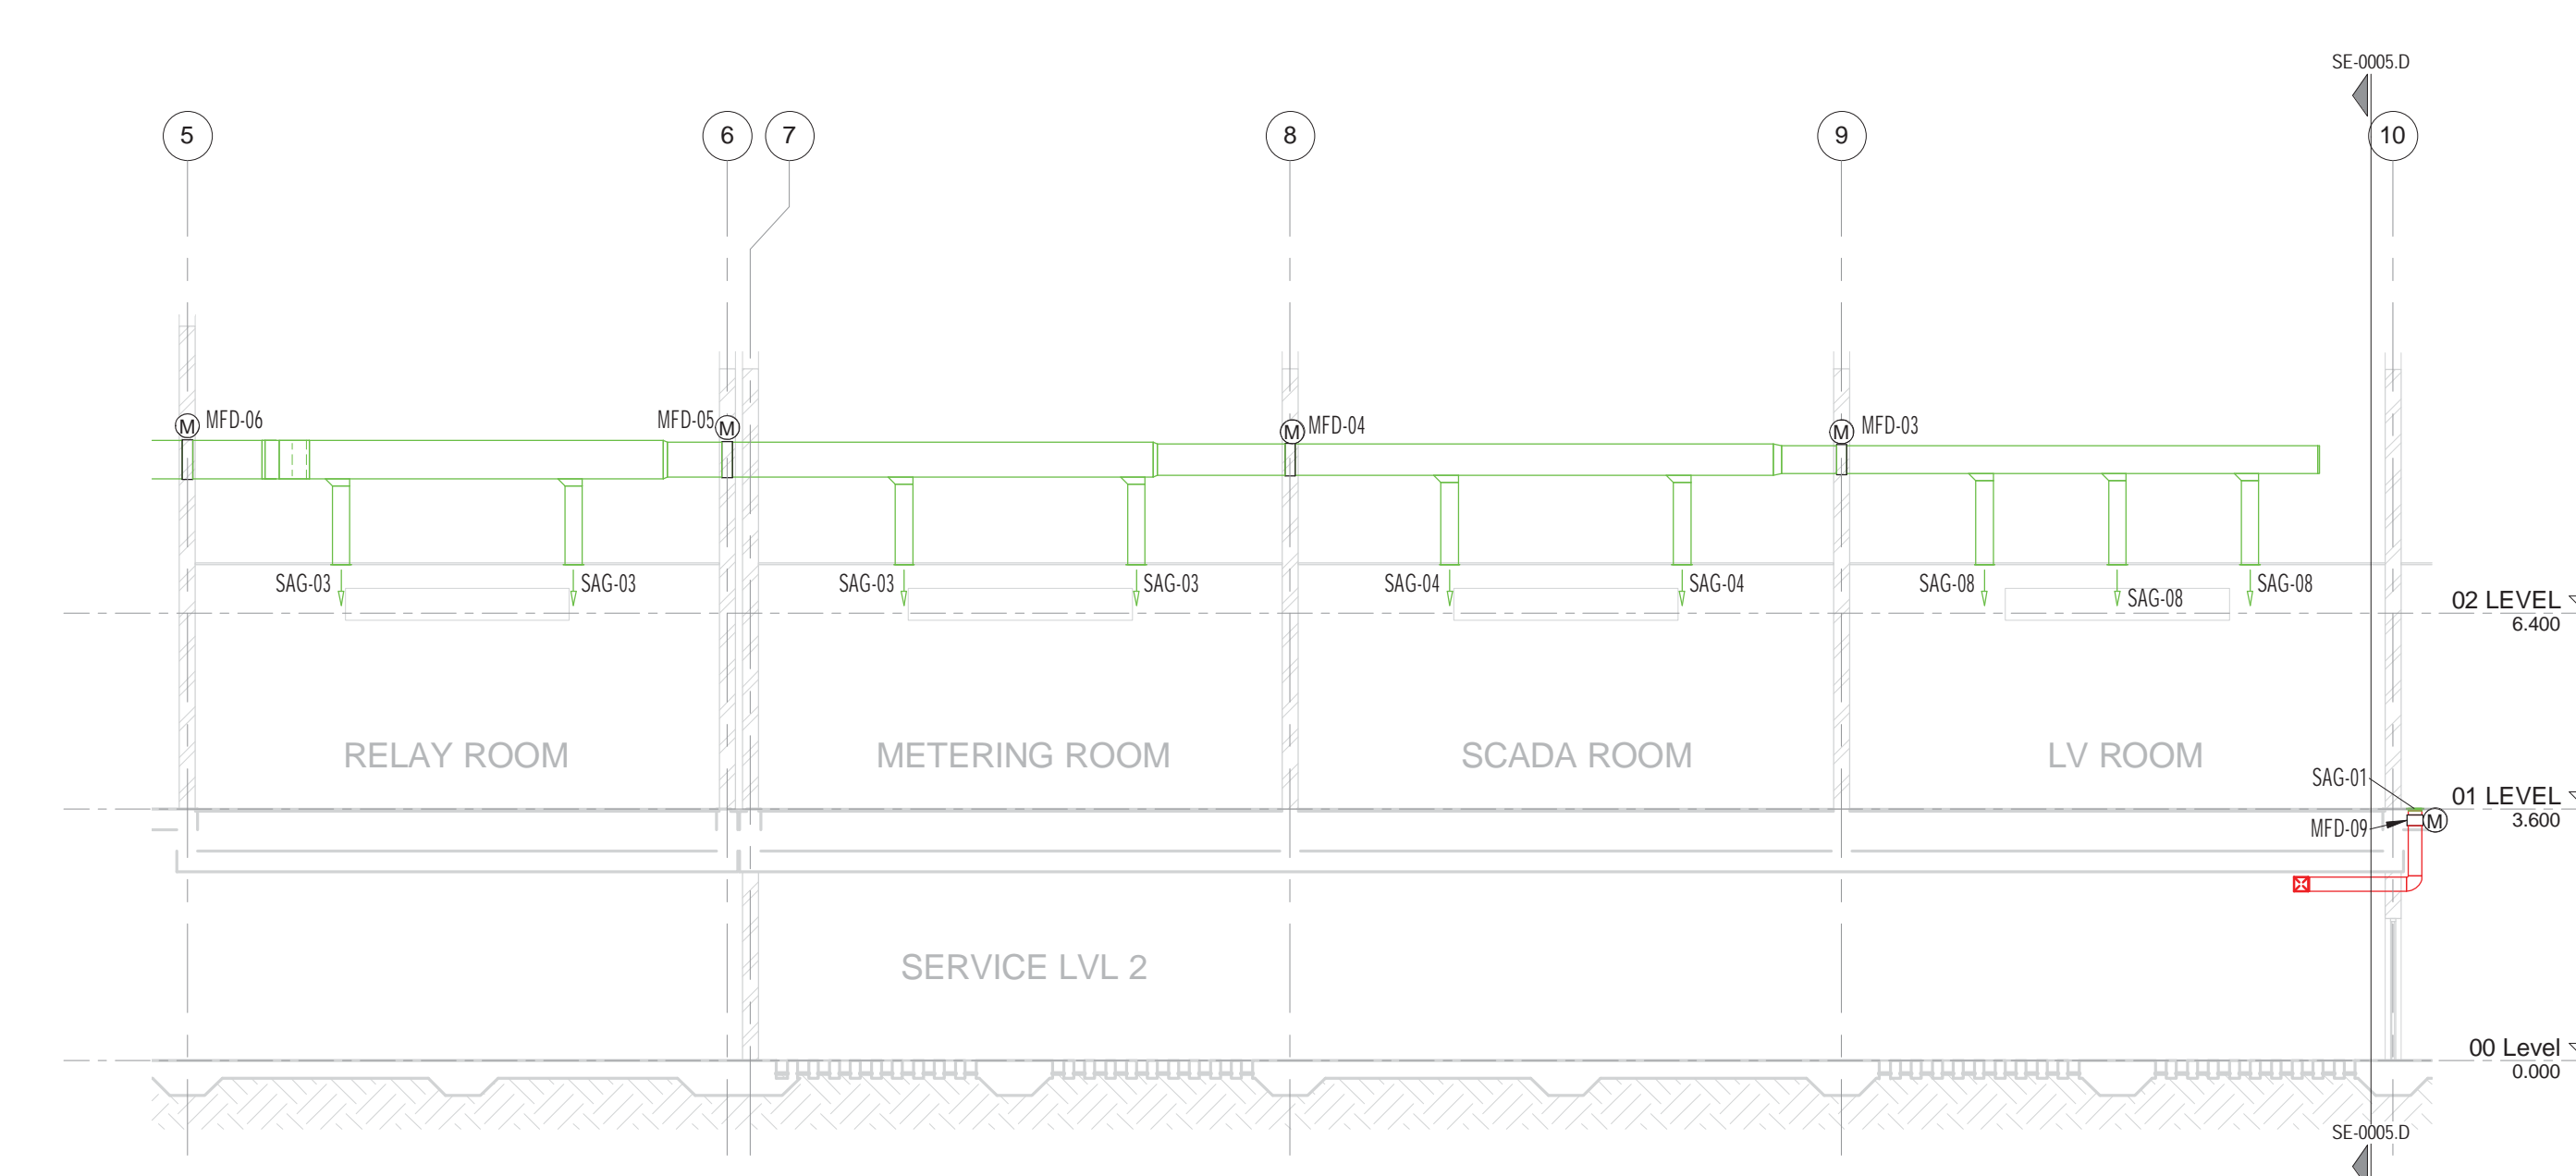 SE-0005.D
5 6 7 8 9 10
MFD-06 MFD-05 MFD-04 MFD-03
M M M M
SAG-03 SAG-03 SAG-03 SAG-03 SAG-04 SAG-04 SAG-08 SAG-08 SAG-08
02 LEVEL
6.400
RELAY ROOM METERING ROOM SCADA ROOM LV ROOM
SAG-01
01 LEVEL
3.600
MFD-09 M
SERVICE LVL 2
00 Level
0.000
SE-0005.D